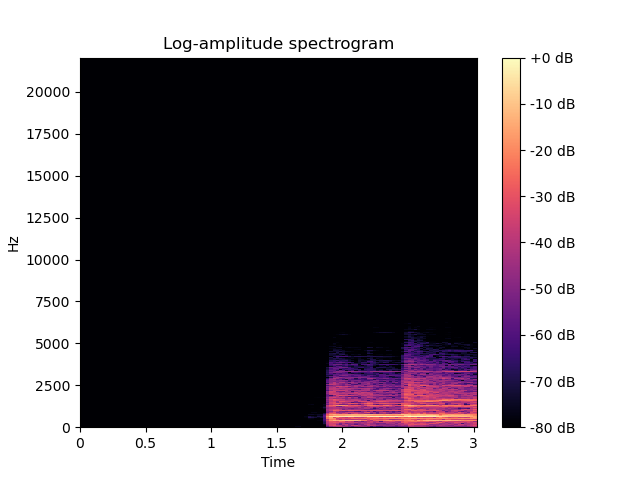 Log-amplitude spectrogram
+0 dB
20000
-10 dB
17500
-20 dB
15000
-30 dB
12500
Hz
-40 dB
10000
-50 dB
7500
-60 dB
5000
-70 dB
2500
0
-80 dB
0 0.5 1 1.5 2 2.5 3
Time